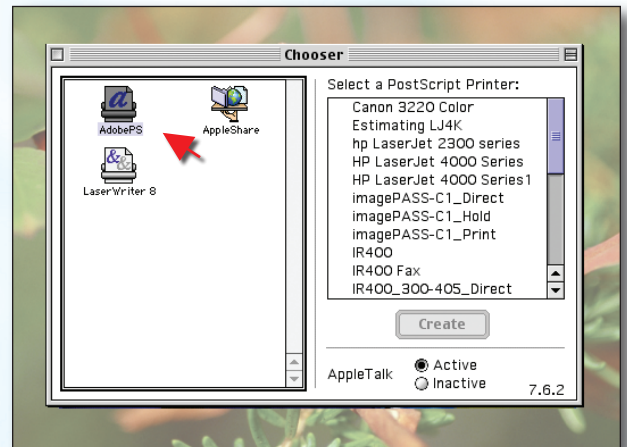 Chooser
AdobePS
AppleShare
LaserWriter 8
Select a PostScript Printer:
Canon 3220 Color
Estimating LJ4K
hp LaserJet 2300 series
HP LaserJet 4000 Series
HP LaserJet 4000 Series1
imagePASS-C1_Direct
imagePASS-C1_Hold
imagePASS-C1_Print
IR400
IR400 Fax
IR400_300-405_Direct
Create
AppleTalk
Active
Inactive
7.6.2